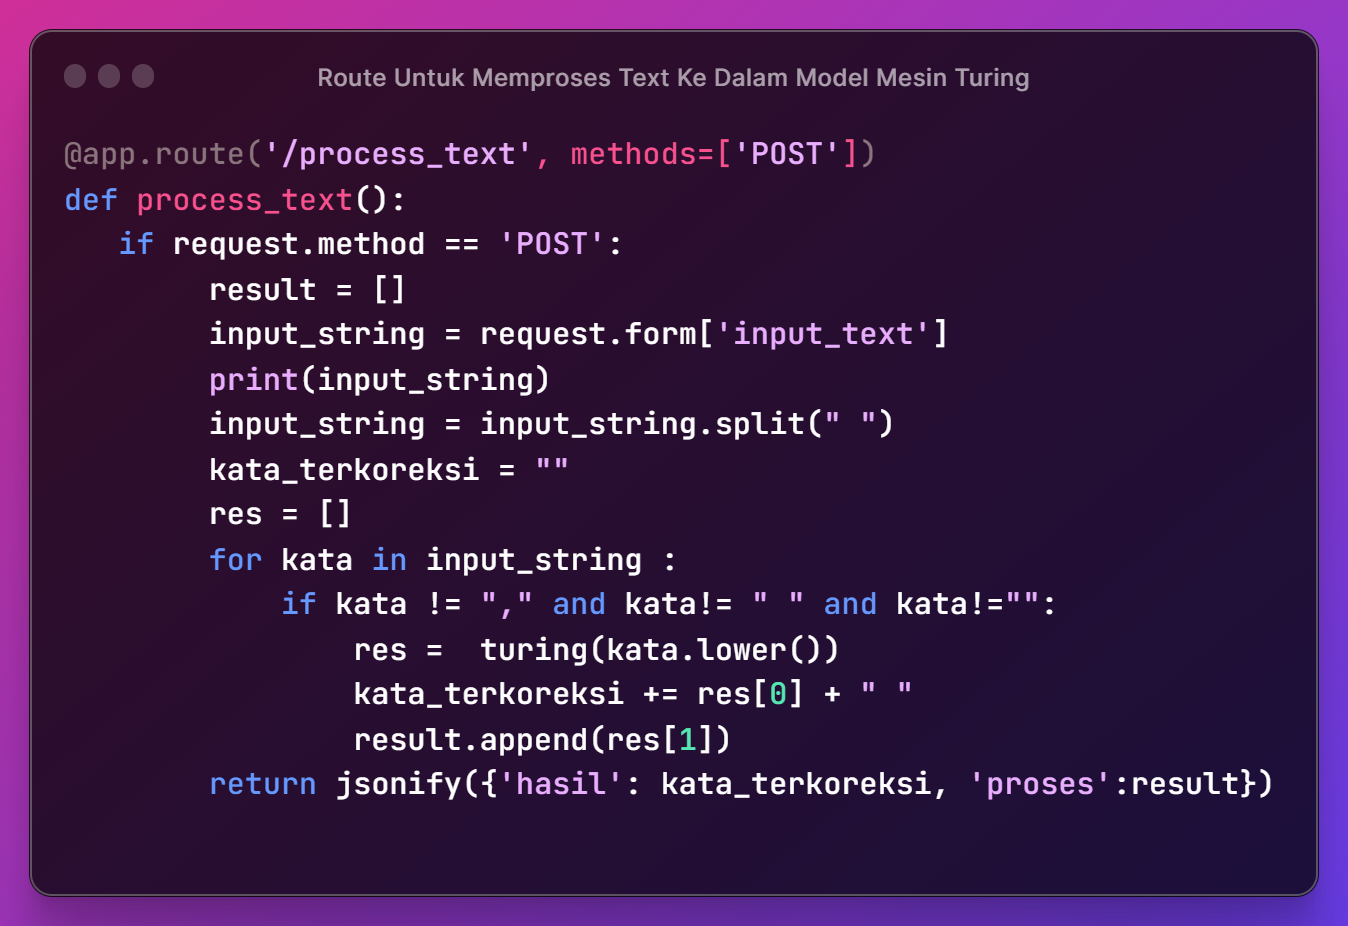 Route Untuk Memproses Text Ke Dalam Model Mesin Turing
@app.route('/process_text', methods=['POST'])
def process_text():
   if request.method == 'POST':
        result = []
        input_string = request.form['input_text']
        print(input_string)
        input_string = input_string.split(" ")
        kata_terkoreksi = ""
        res = []
        for kata in input_string :
            if kata != "," and kata!= " " and kata!="":
                res =  turing(kata.lower())
                kata_terkoreksi += res[0] + " "
                result.append(res[1])
        return jsonify({'hasil': kata_terkoreksi, 'proses':result})